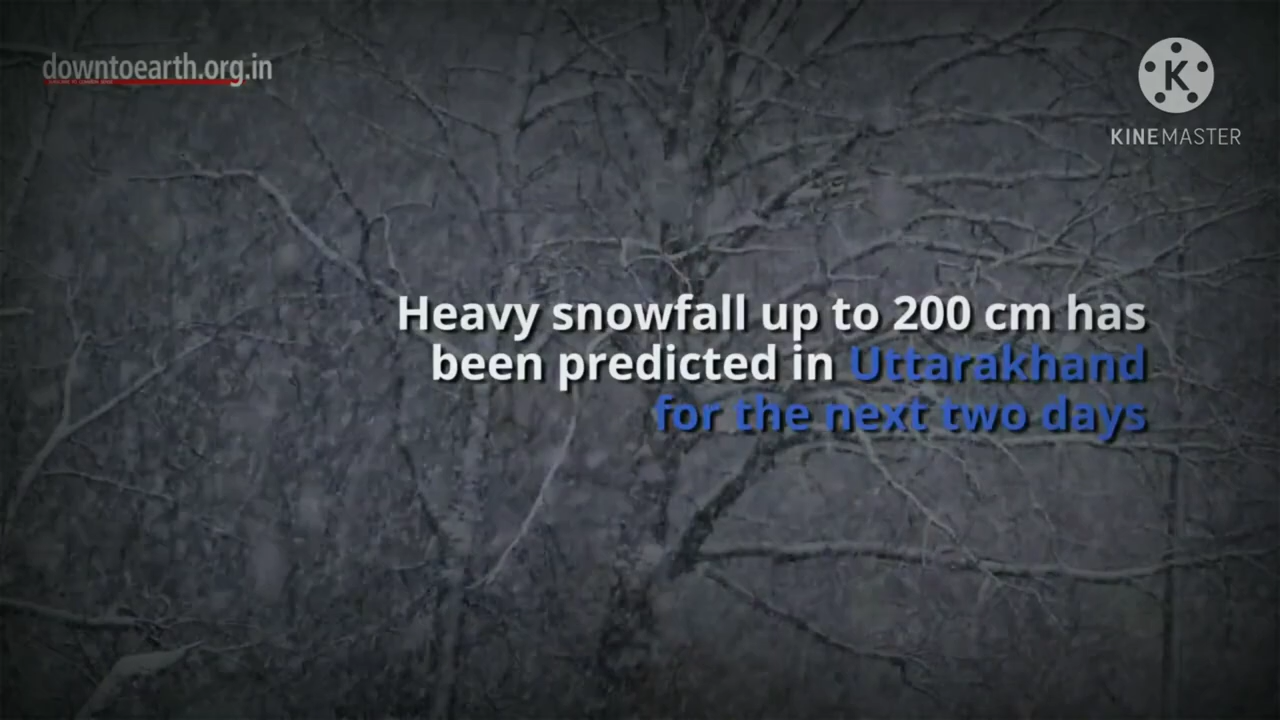 downtoearth.org.in
K
KINEMASTER
Heavy snowfall up to 200 cm has
been predicted in Uttarakhand
for the next two days